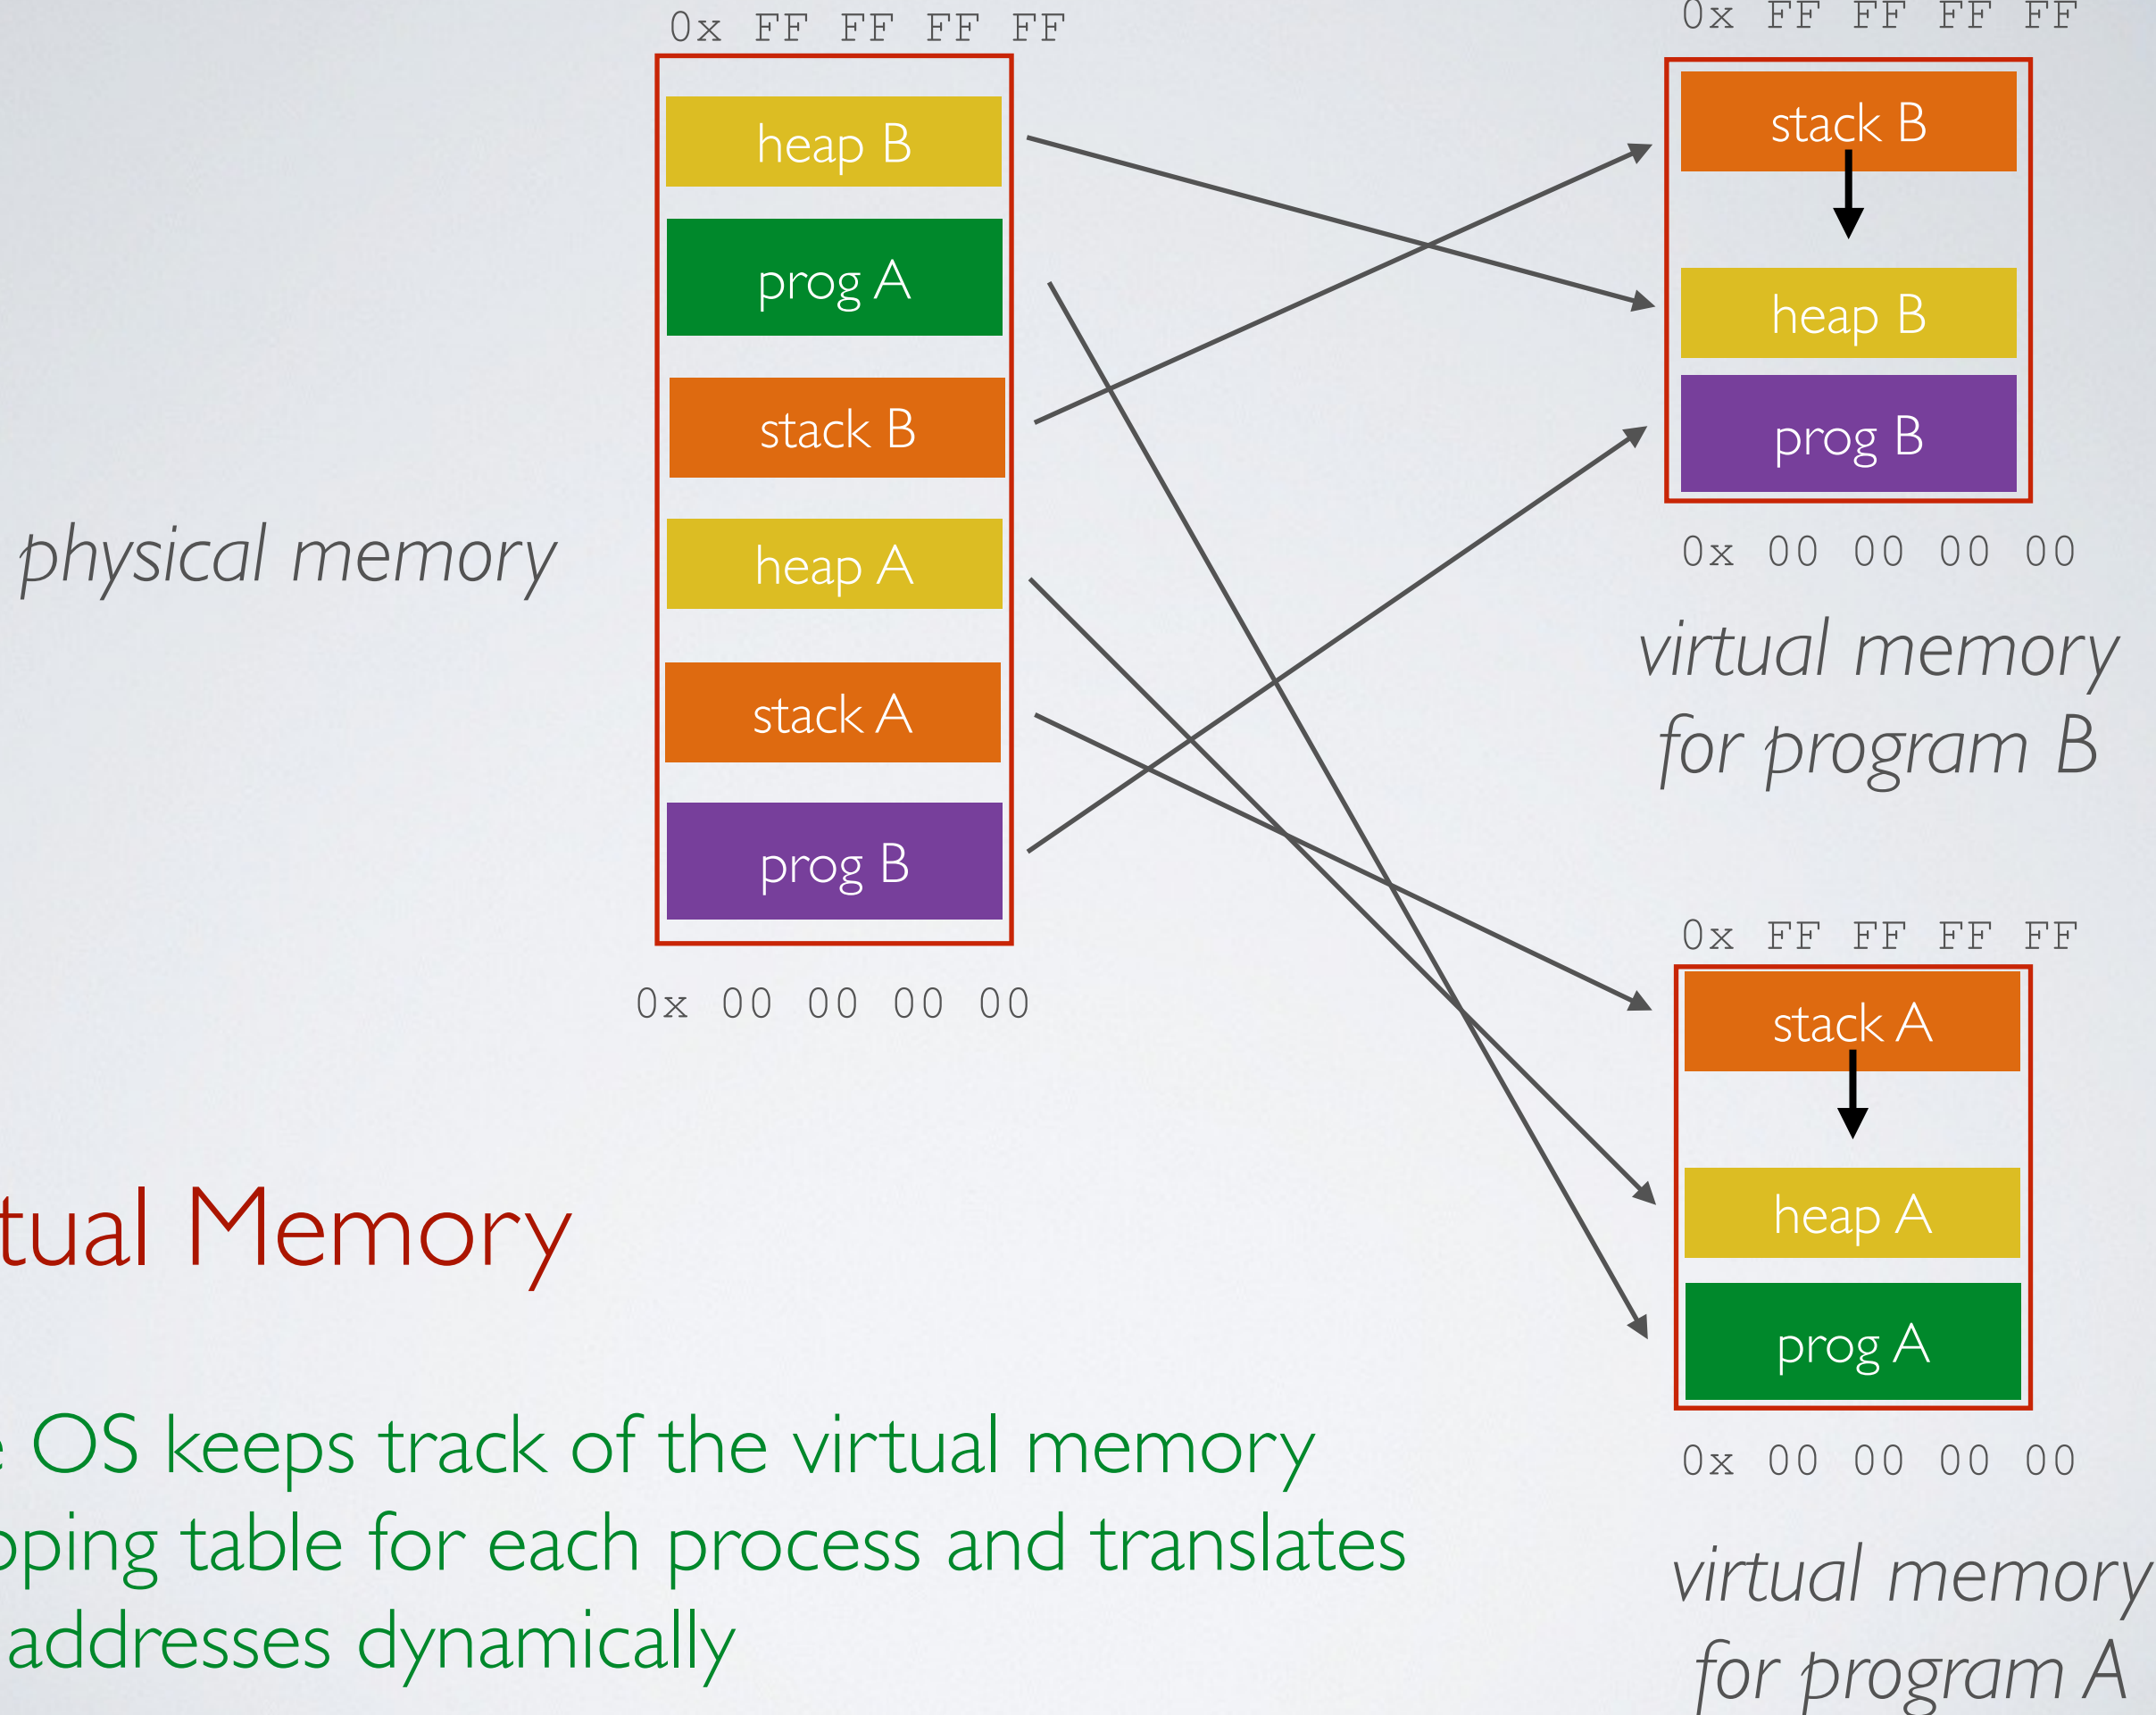 0x FF FF FF FF
heap B
prog A
stack B
heap A
stack A
prog B
0x 00 00 00 00
physical memory
0x FF FF FF FF
stack B
heap B
prog B
0x 00 00 00 00
virtual memory
for program B
0x FF FF FF FF
stack A
heap A
prog A
0x 00 00 00 00
virtual memory
for program A
tual Memory
OS keeps track of the virtual memory
pping table for each process and translates
addresses dynamically